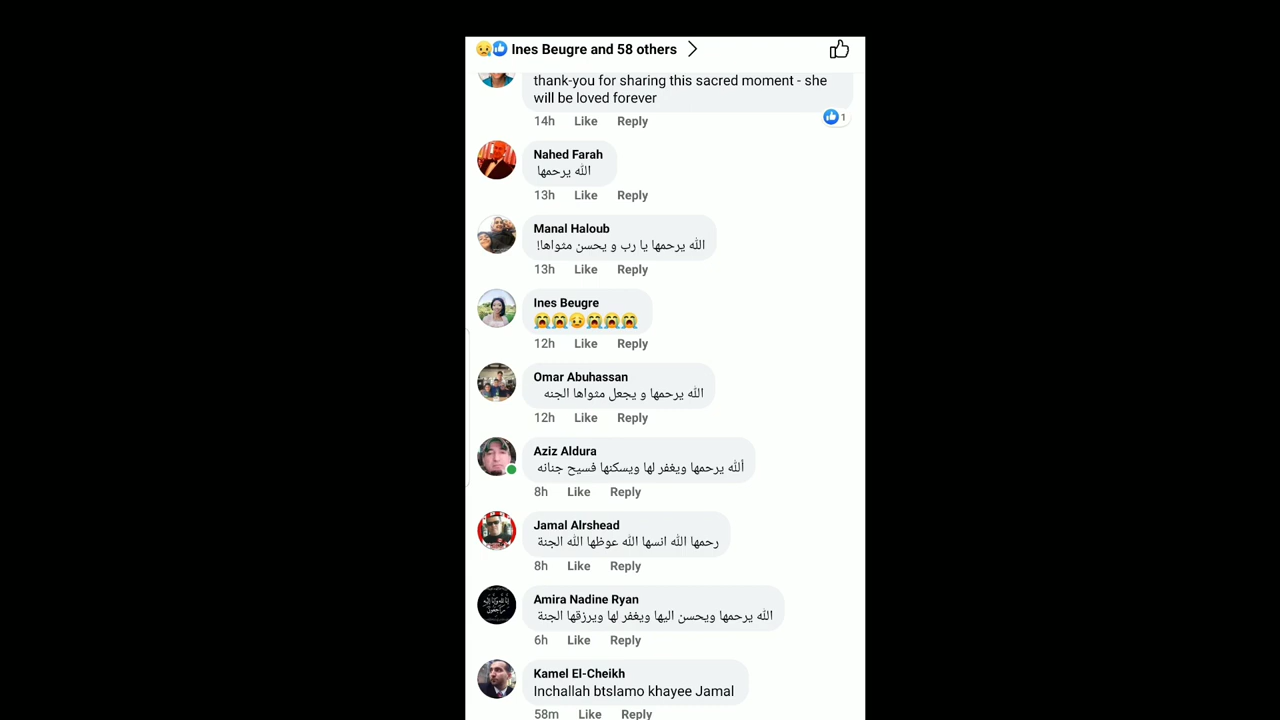 Ines Beugre and 58 others
thank-you for sharing this sacred moment - she
will be loved forever
14h Like Reply
1
Nahed Farah
الله يرحمها
13h Like Reply
Manal Haloub
الله يرحمها يا رب و يحسن مثواها!
13h Like Reply
Ines Beugre
😭😭😥😭😭😭
12h Like Reply
Omar Abuhassan
الله يرحمها و يجعل مثواها الجنه
12h Like Reply
Aziz Aldura
ألله يرحمها ويغفر لها ويسكنها فسيح جنانه
8h Like Reply
Jamal Alrshead
رحمها الله انسها الله عوظها الله الجنة
8h Like Reply
Amira Nadine Ryan
الله يرحمها ويحسن اليها ويغفر لها ويرزقها الجنة
6h Like Reply
Kamel El-Cheikh
Inchallah btslamo khayee Jamal
58m Like Reply